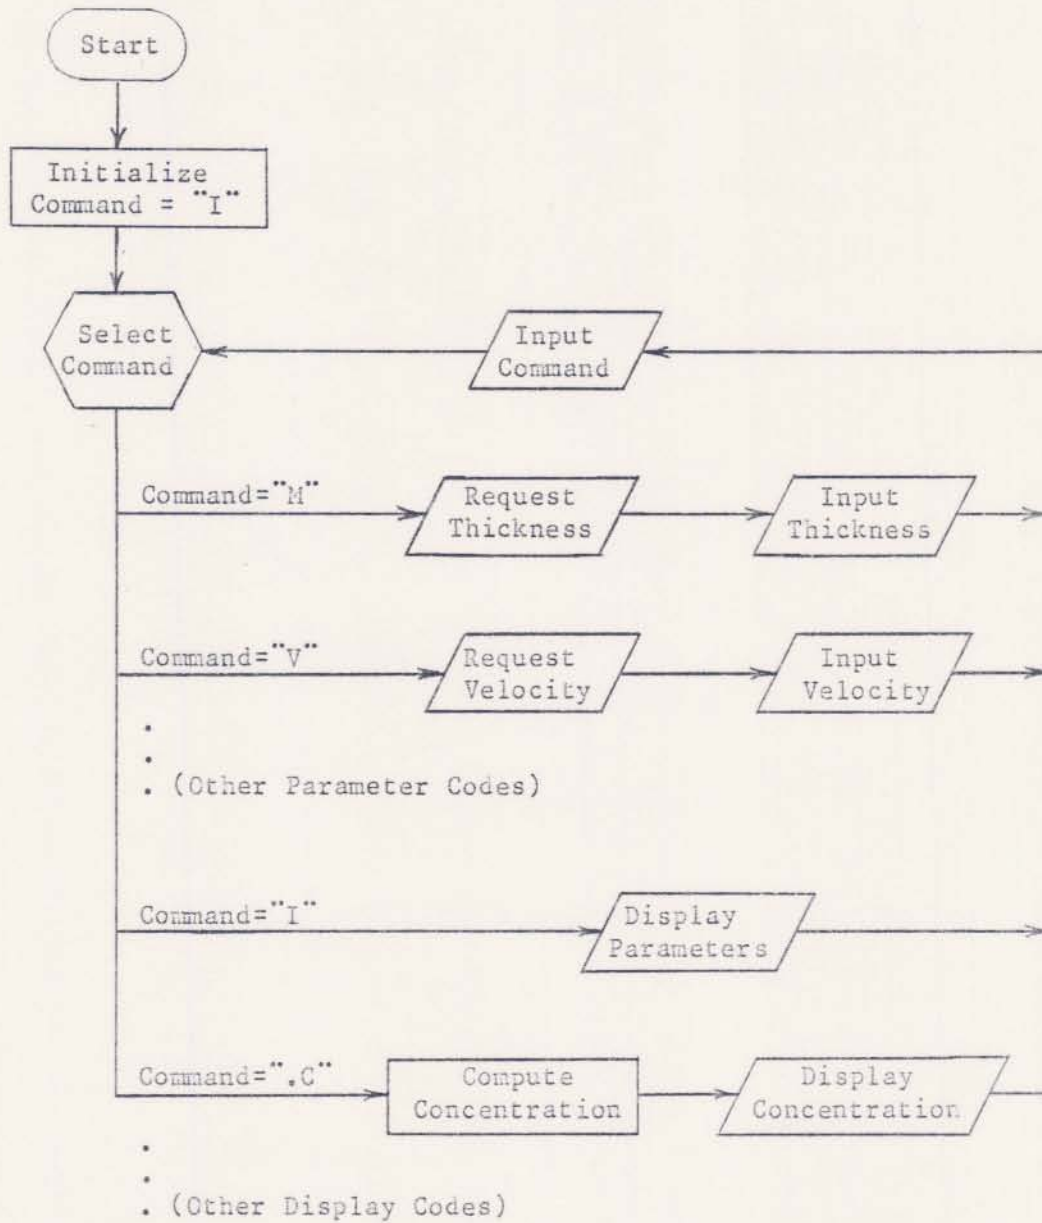 Start
Initialize
Command = "I"
Select
Command
Input
Command
Command="M"
Request
Thickness
Input
Thickness
Command="V"
Request
Velocity
Input
Velocity
.
.
. (Other Parameter Codes)
Command="I"
Display
Parameters
Command=".C"
Compute
Concentration
Display
Concentration
.
.
. (Other Display Codes)